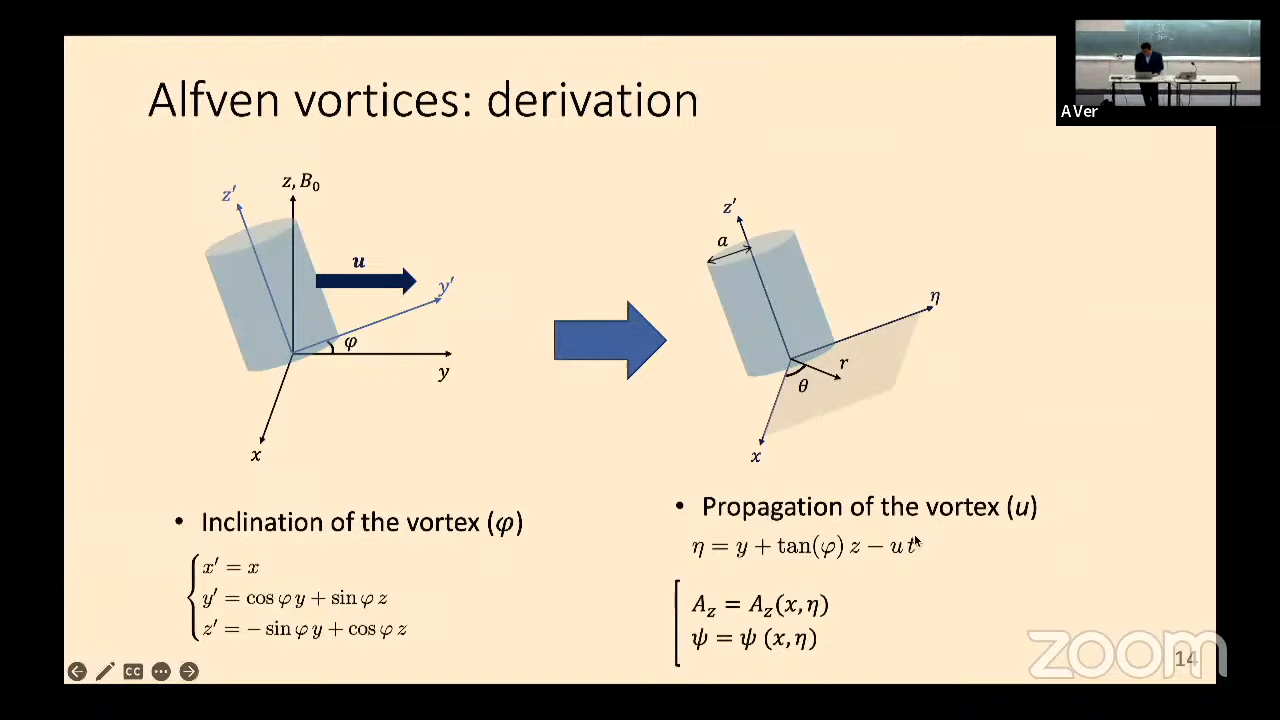 Alfven vortices: derivation
A Ver
z'
z, B₀
u
y'
φ
y
x
z'
a
η
r
θ
x
• Inclination of the vortex (φ)
x' = x
y' = cos φ y + sin φ z
z' = − sin φ y + cos φ z
• Propagation of the vortex (u)
η = y + tan(φ) z − u t
A_z = A_z(x, η)
ψ = ψ (x, η)
CC
zoom
14